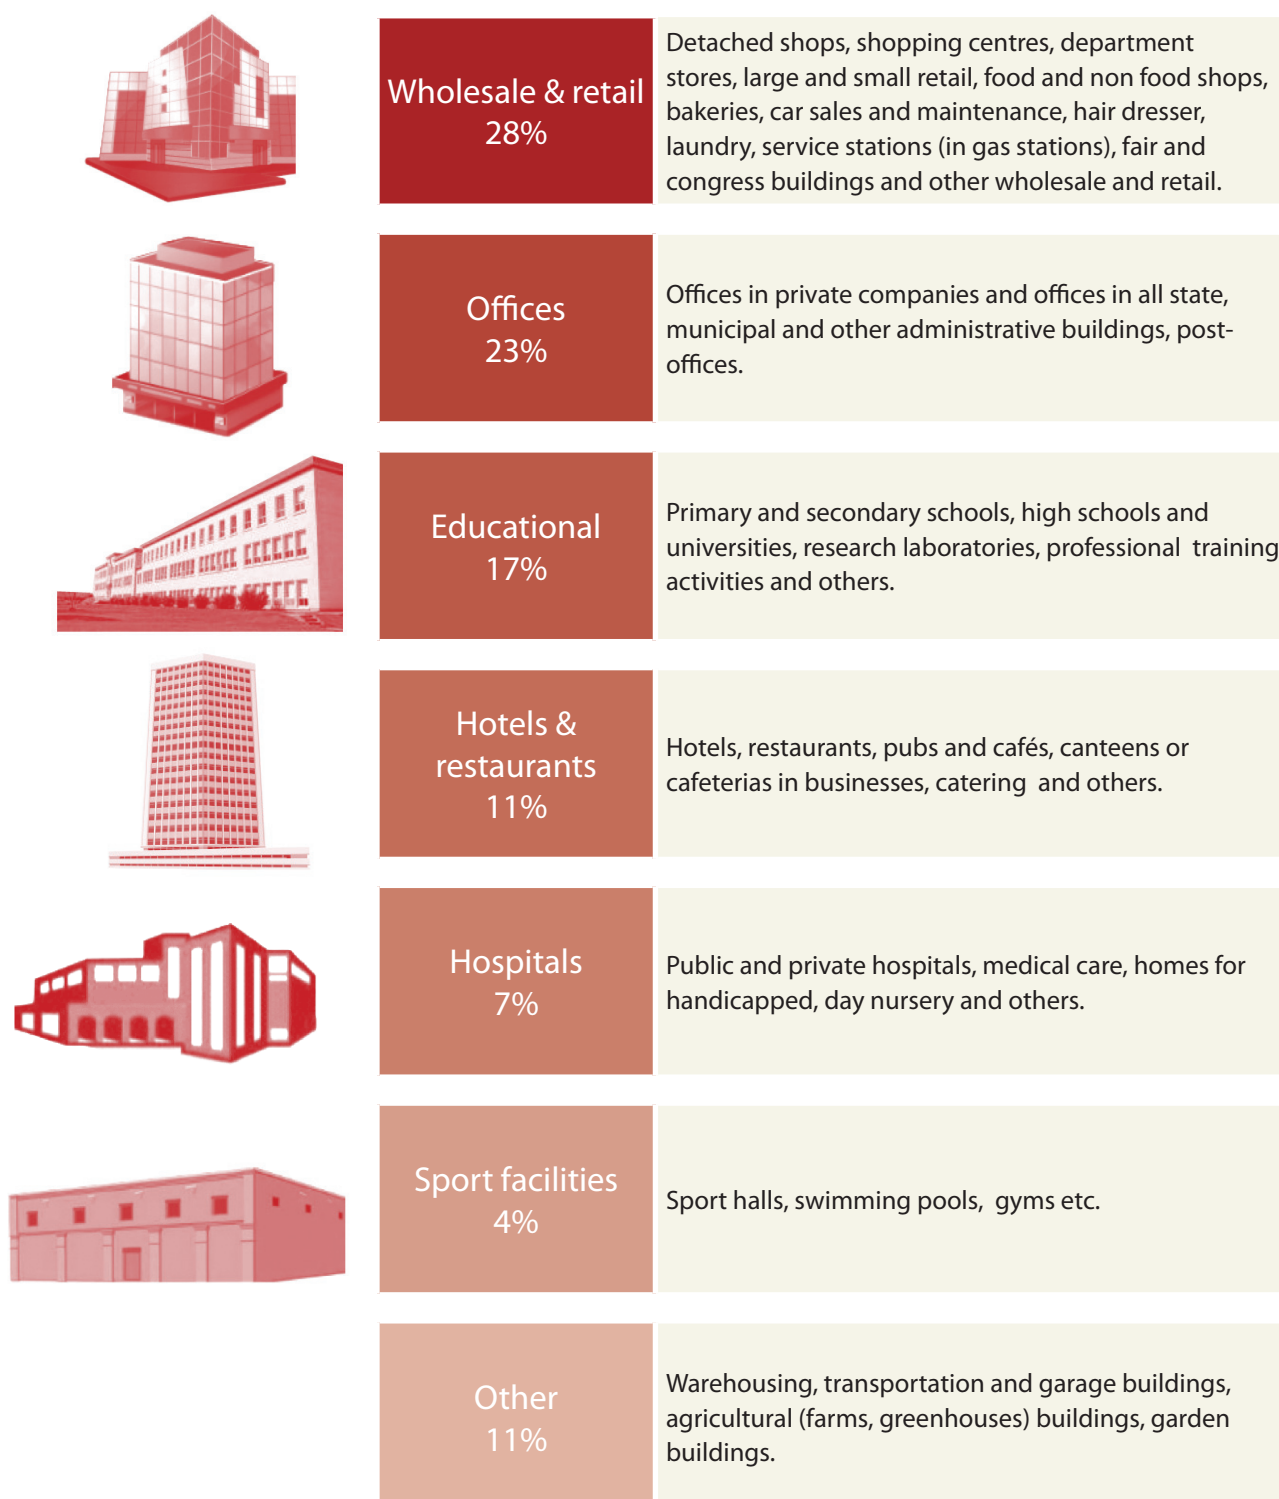 Wholesale & retail
28%
Detached shops, shopping centres, department
stores, large and small retail, food and non food shops,
bakeries, car sales and maintenance, hair dresser,
laundry, service stations (in gas stations), fair and
congress buildings and other wholesale and retail.
Offices
23%
Offices in private companies and offices in all state,
municipal and other administrative buildings, post-
offices.
Educational
17%
Primary and secondary schools, high schools and
universities, research laboratories, professional  training
activities and others.
Hotels &
restaurants
11%
Hotels, restaurants, pubs and cafés, canteens or
cafeterias in businesses, catering  and others.
Hospitals
7%
Public and private hospitals, medical care, homes for
handicapped, day nursery and others.
Sport facilities
4%
Sport halls, swimming pools,  gyms etc.
Other
11%
Warehousing, transportation and garage buildings,
agricultural (farms, greenhouses) buildings, garden
buildings.